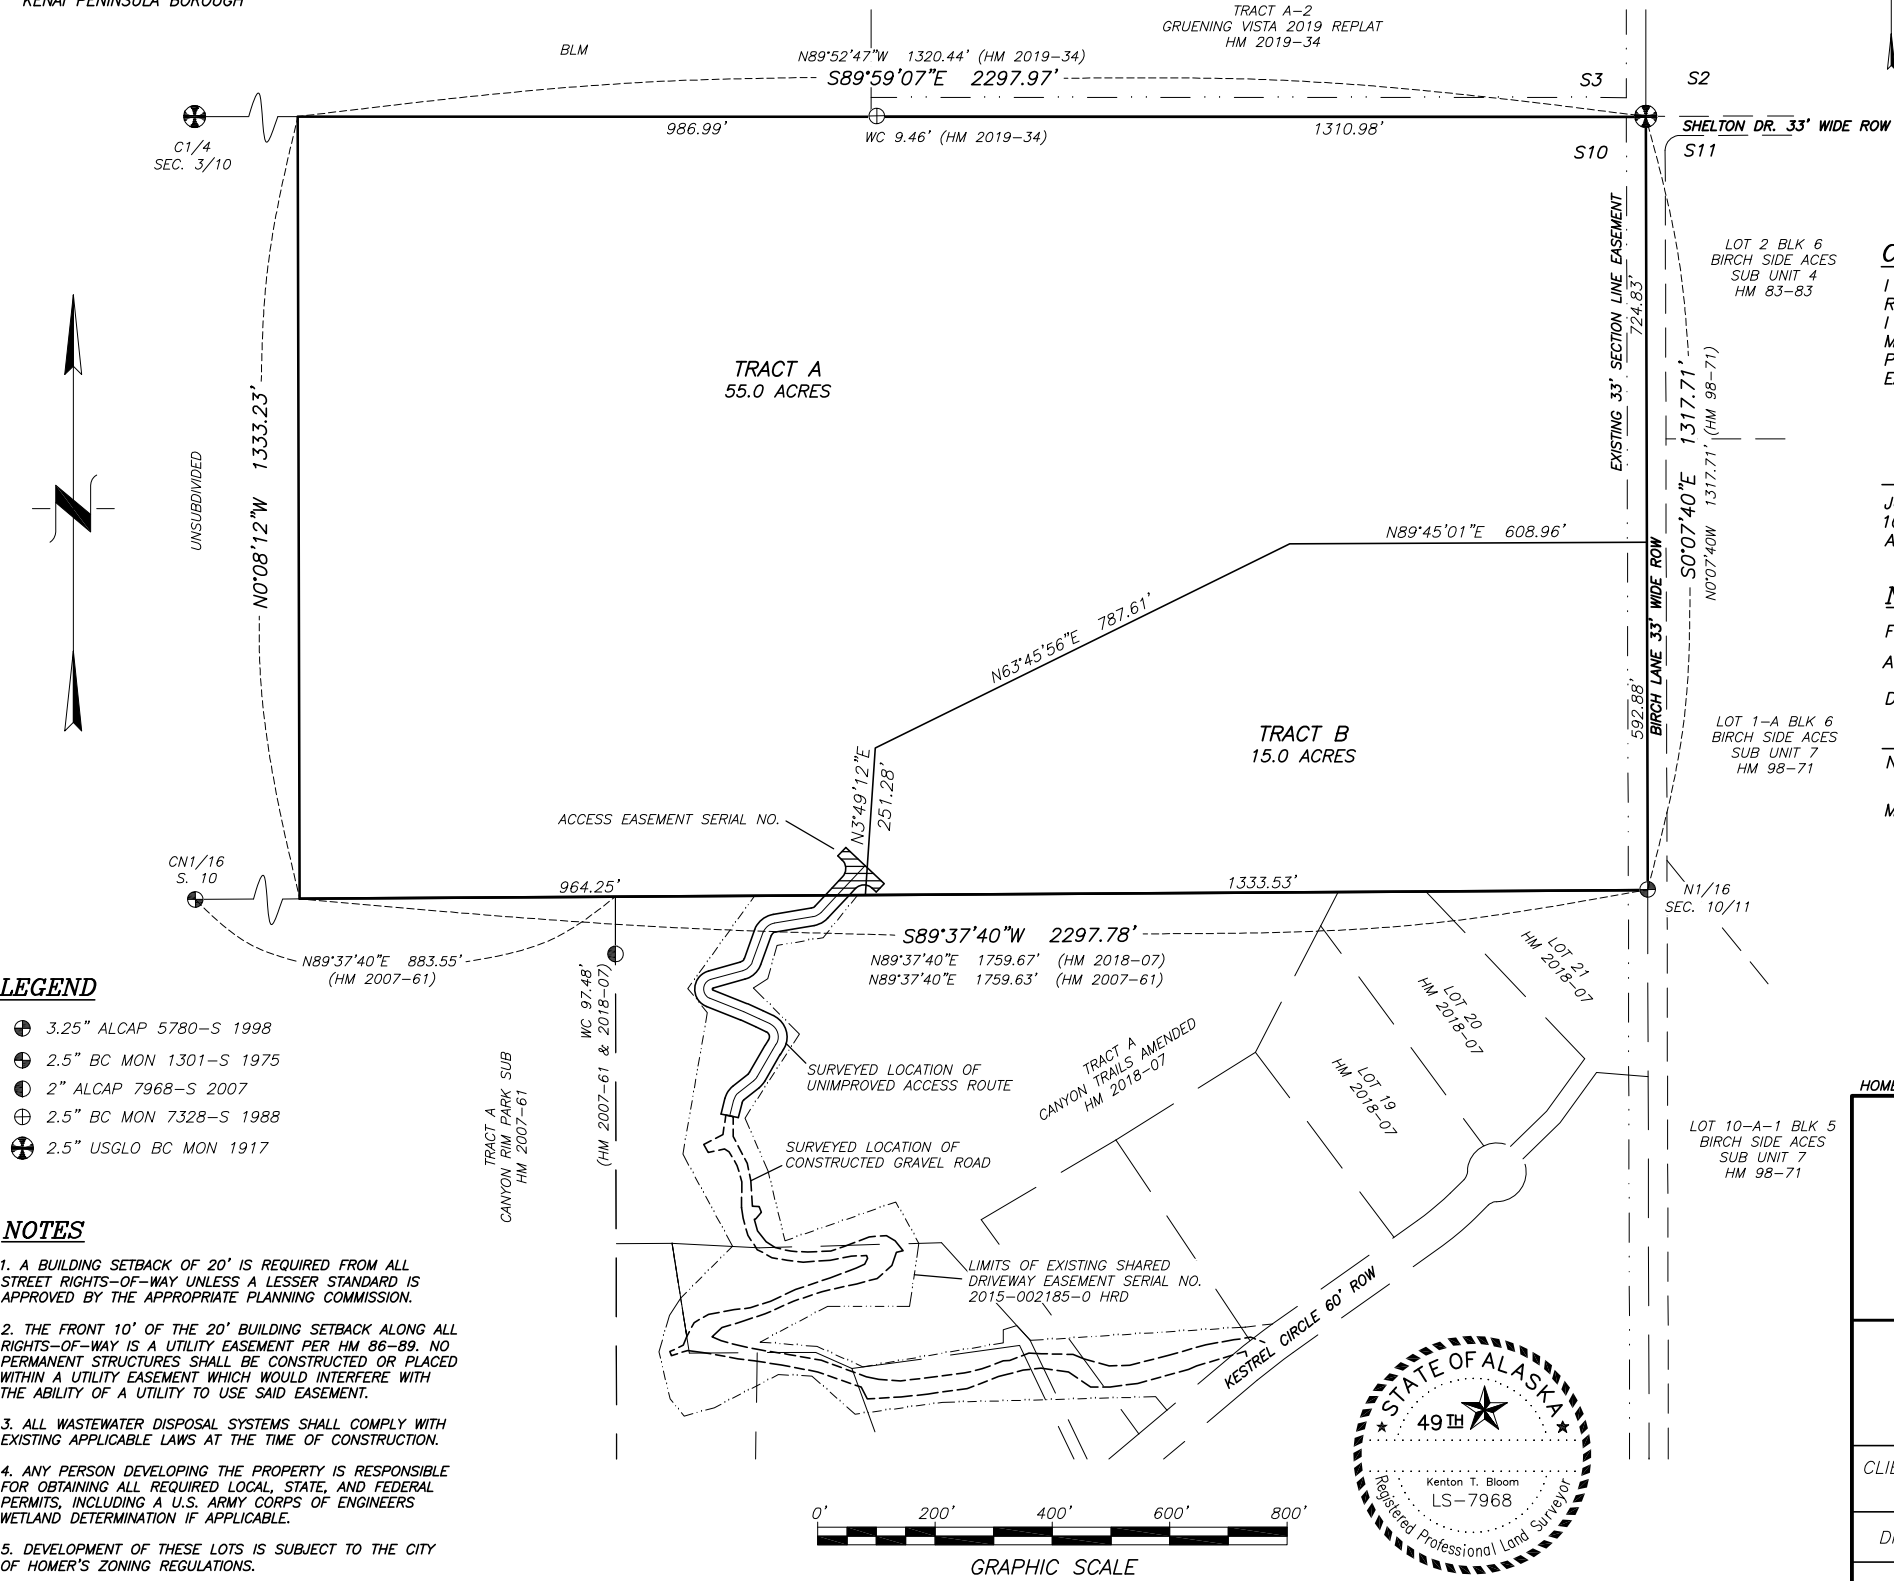 KENAI PENINSULA BOROUGH
TRACT A-2
GRUENING VISTA 2019 REPLAT
HM 2019-34
BLM
N89°52'47"W 1320.44' (HM 2019-34)
S89°59'07"E 2297.97'
S3
S2
986.99'
WC 9.46' (HM 2019-34)
1310.98'
SHELTON DR. 33' WIDE ROW
C1/4
SEC. 3/10
S10
S11
LOT 2 BLK 6
BIRCH SIDE ACES
SUB UNIT 4
HM 83-83
EXISTING 33' SECTION LINE EASEMENT
724.83'
TRACT A
55.0 ACRES
N0°08'12"W 1333.23'
UNSUBDIVIDED
S0°07'40"E 1317.71'
N0°07'40W 1317.71' (HM 98-71)
N
N89°45'01"E 608.96'
BIRCH LANE 33' WIDE ROW
592.88'
N63°45'56"E 787.61'
TRACT B
15.0 ACRES
LOT 1-A BLK 6
BIRCH SIDE ACES
SUB UNIT 7
HM 98-71
N3°49'12"E
251.28'
ACCESS EASEMENT SERIAL NO.
CN1/16
S. 10
964.25'
1333.53'
N1/16
SEC. 10/11
S89°37'40"W 2297.78'
N89°37'40"E 1759.67' (HM 2018-07)
N89°37'40"E 1759.63' (HM 2007-61)
N89°37'40"E 883.55'
(HM 2007-61)
WC 97.48'
(HM 2007-61 & 2018-07)
LOT 21
HM 2018-07
LOT 20
HM 2018-07
LOT 19
HM 2018-07
TRACT A
CANYON TRAILS AMENDED
HM 2018-07
TRACT A
CANYON RIM PARK SUB
HM 2007-61
SURVEYED LOCATION OF
UNIMPROVED ACCESS ROUTE
SURVEYED LOCATION OF
CONSTRUCTED GRAVEL ROAD
LIMITS OF EXISTING SHARED
DRIVEWAY EASEMENT SERIAL NO.
2015-002185-0 HRD
KESTREL CIRCLE 60' ROW
LOT 10-A-1 BLK 5
BIRCH SIDE ACES
SUB UNIT 7
HM 98-71
LEGEND
3.25" ALCAP 5780-S 1998
2.5" BC MON 1301-S 1975
2" ALCAP 7968-S 2007
2.5" BC MON 7328-S 1988
2.5" USGLO BC MON 1917
NOTES
1. A BUILDING SETBACK OF 20' IS REQUIRED FROM ALL
STREET RIGHTS-OF-WAY UNLESS A LESSER STANDARD IS
APPROVED BY THE APPROPRIATE PLANNING COMMISSION.
2. THE FRONT 10' OF THE 20' BUILDING SETBACK ALONG ALL
RIGHTS-OF-WAY IS A UTILITY EASEMENT PER HM 86-89. NO
PERMANENT STRUCTURES SHALL BE CONSTRUCTED OR PLACED
WITHIN A UTILITY EASEMENT WHICH WOULD INTERFERE WITH
THE ABILITY OF A UTILITY TO USE SAID EASEMENT.
3. ALL WASTEWATER DISPOSAL SYSTEMS SHALL COMPLY WITH
EXISTING APPLICABLE LAWS AT THE TIME OF CONSTRUCTION.
4. ANY PERSON DEVELOPING THE PROPERTY IS RESPONSIBLE
FOR OBTAINING ALL REQUIRED LOCAL, STATE, AND FEDERAL
PERMITS, INCLUDING A U.S. ARMY CORPS OF ENGINEERS
WETLAND DETERMINATION IF APPLICABLE.
5. DEVELOPMENT OF THESE LOTS IS SUBJECT TO THE CITY
OF HOMER'S ZONING REGULATIONS.
0' 200' 400' 600' 800'
GRAPHIC SCALE
STATE OF ALASKA
49 TH
Kenton T. Bloom
LS-7968
Registered Professional Land Surveyor